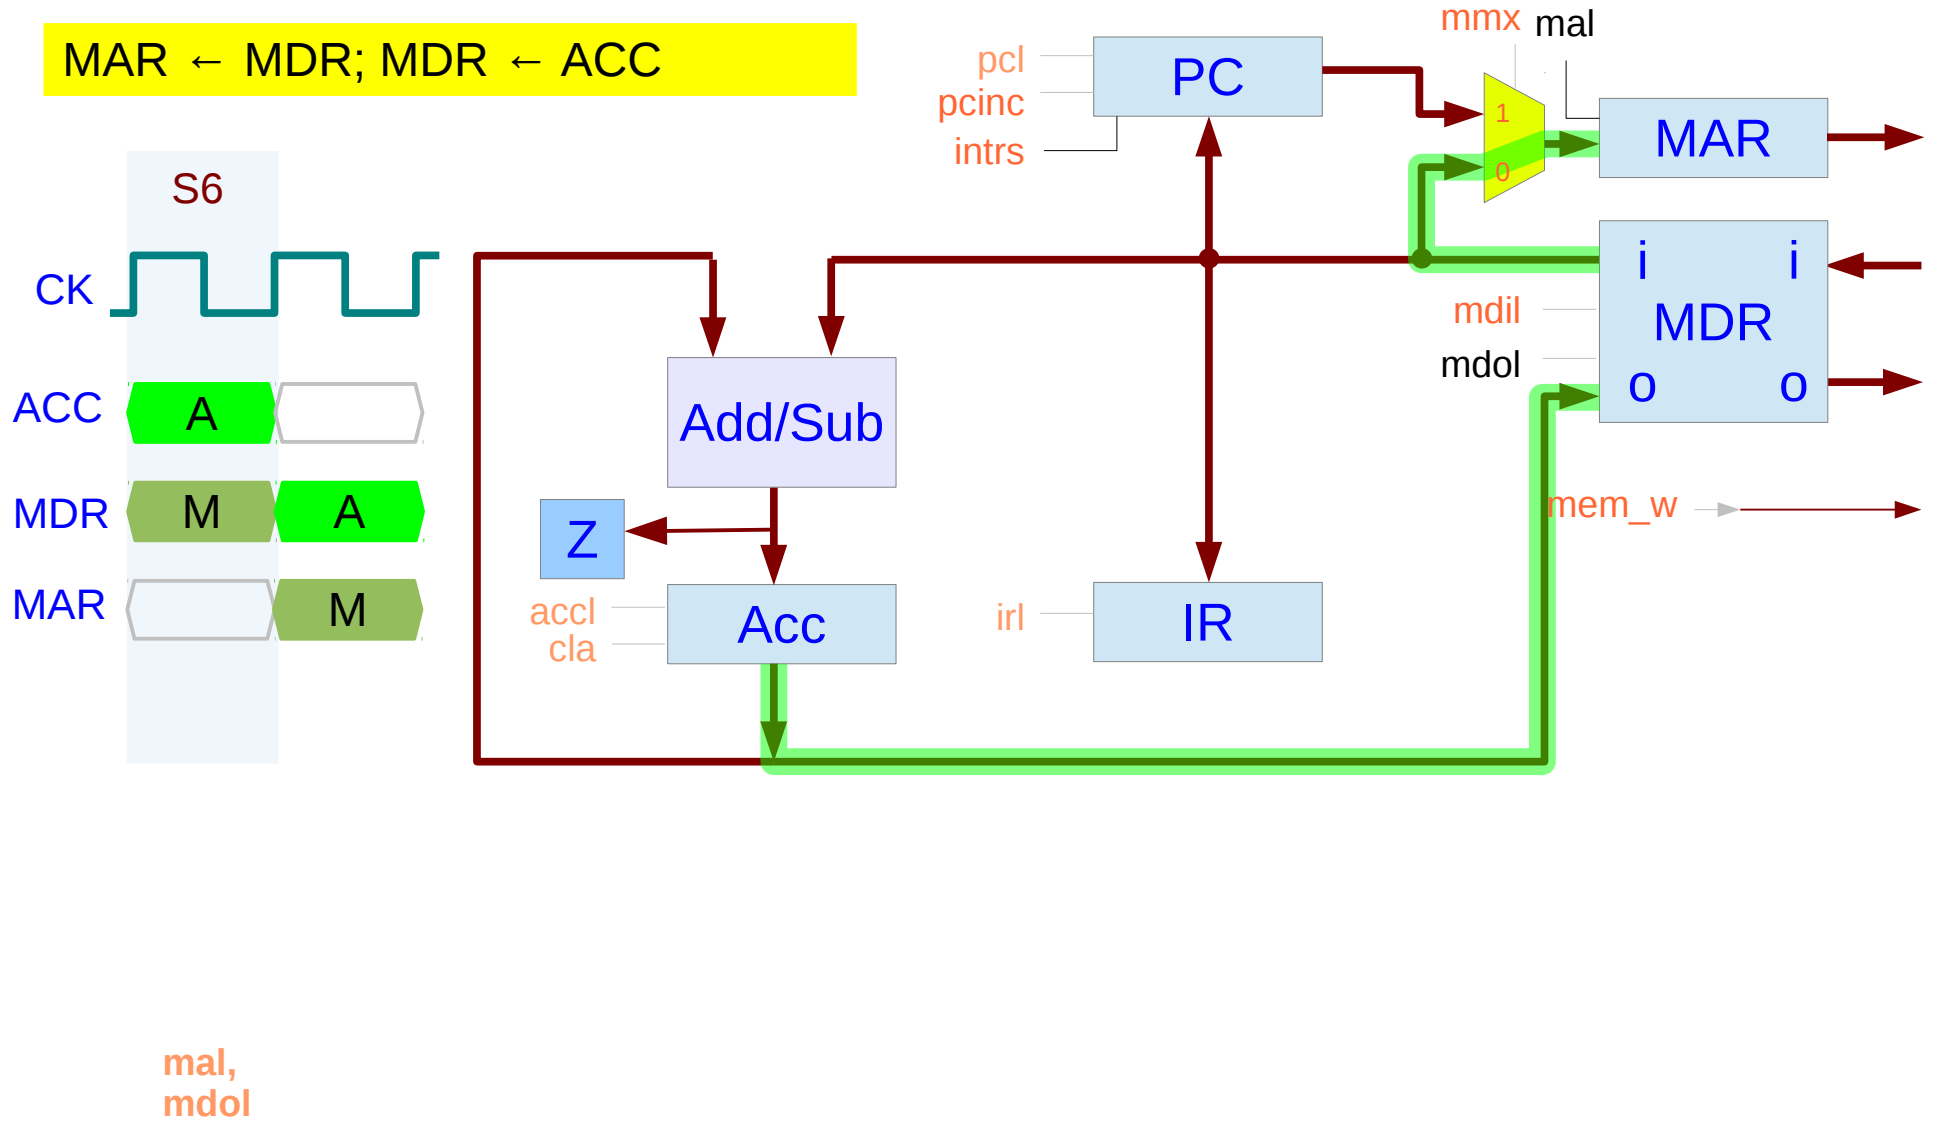 MAR ← MDR; MDR ← ACC
S6
CK
ACC
A
MDR
M
A
MAR
M
pcl
pcinc
intrs
PC
mmx
mal
1
0
MAR
i
i
mdil
MDR
mdol
o
o
mem_w
Add/Sub
Z
accl
cla
Acc
irl
IR
mal,
mdol